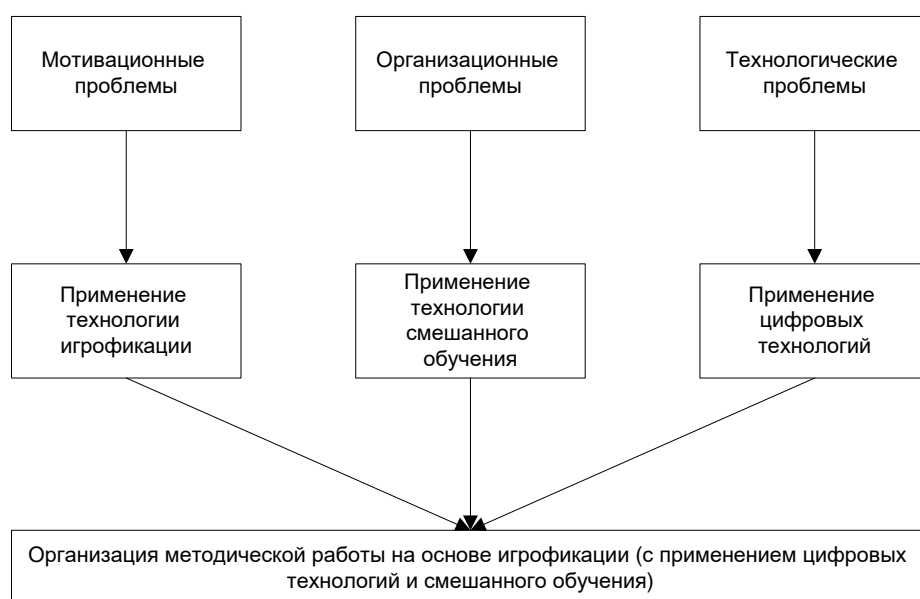 Мотивационные
проблемы
Организационные
проблемы
Технологические
проблемы
Применение
технологии
игрофикации
Применение
технологии
смешанного
обучения
Применение
цифровых
технологий
Организация методической работы на основе игрофикации (с применением цифровых
технологий и смешанного обучения)